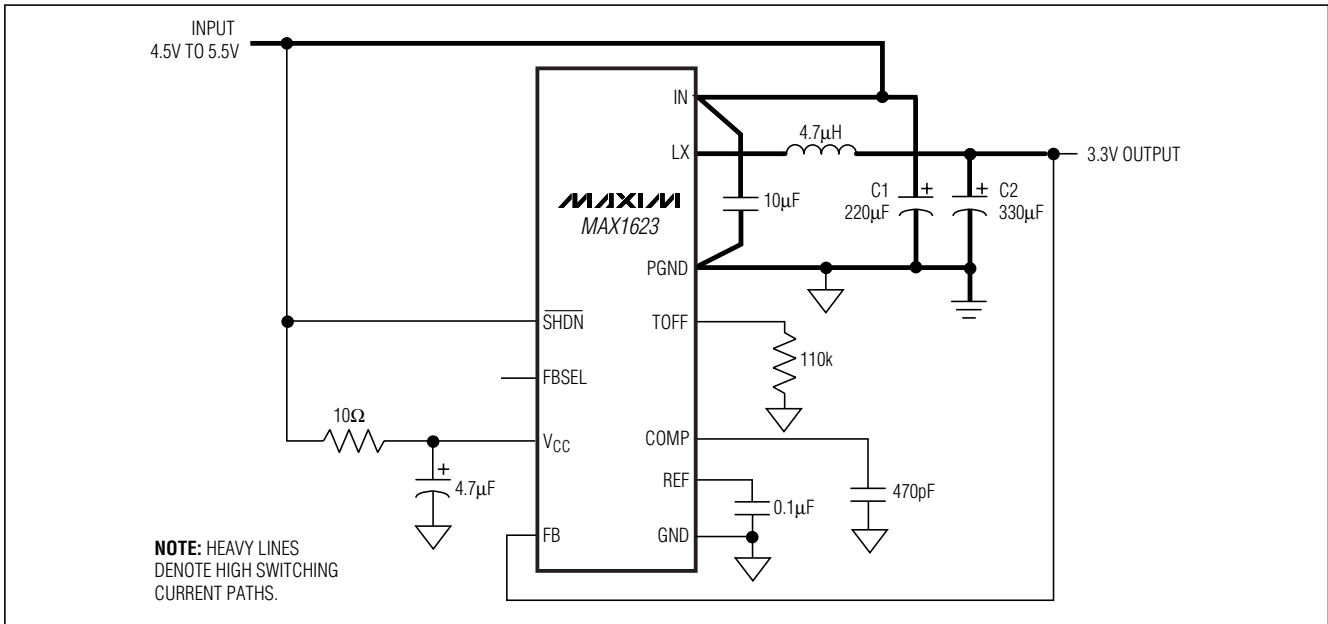 INPUT
4.5V TO 5.5V
IN
4.7µH
LX
3.3V OUTPUT
C1
220µF
+
+
C2
330µF
10µF
MAXIM
MAX1623
PGND
SHDN
TOFF
110k
FBSEL
10Ω
VCC
COMP
+
4.7µF
REF
470pF
0.1µF
FB
GND
NOTE: HEAVY LINES
DENOTE HIGH SWITCHING
CURRENT PATHS.